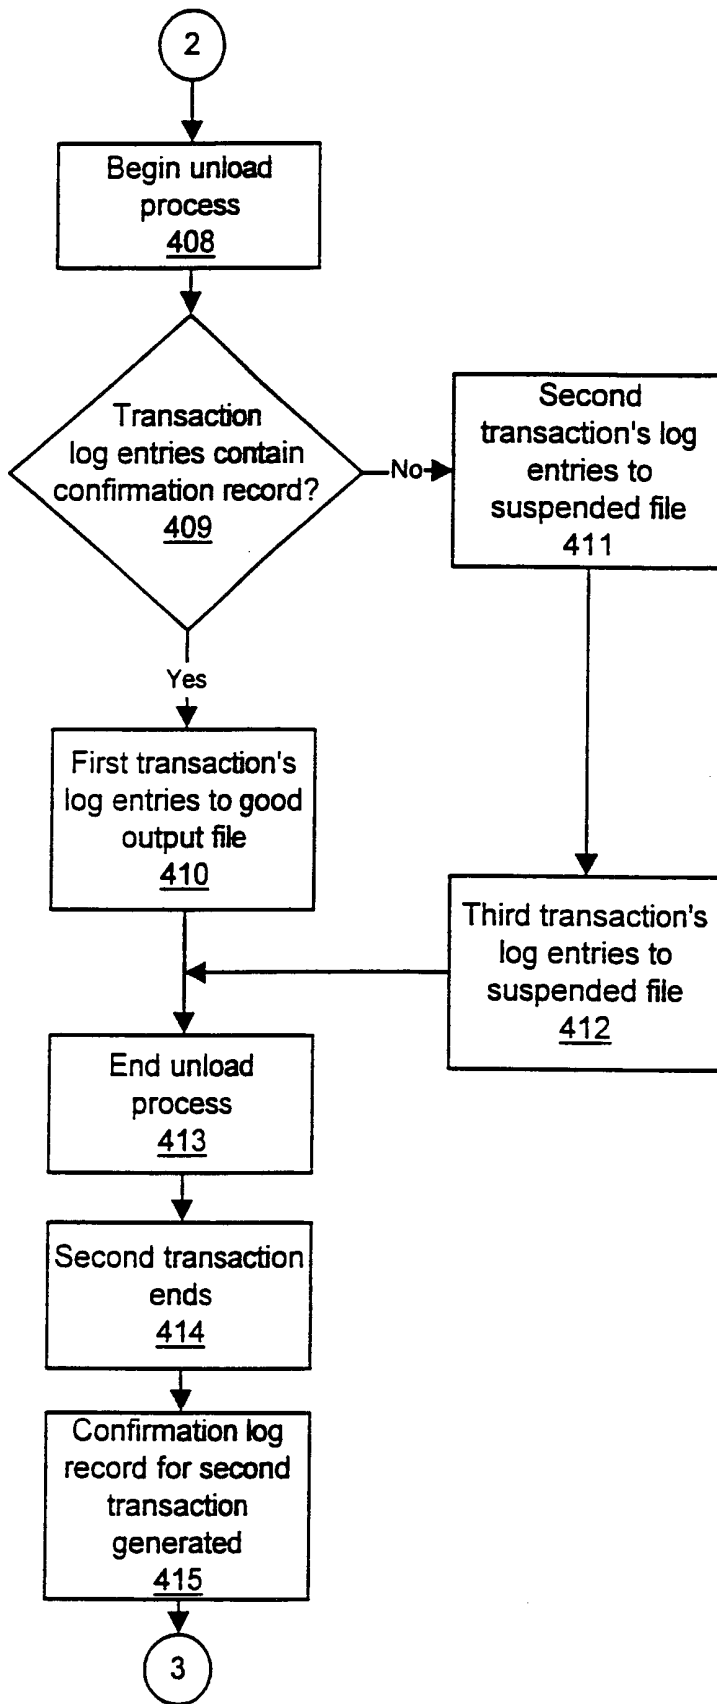 2
Begin unload
process
408
Transaction
log entries contain
confirmation record?
409
No
Second
transaction's log
entries to
suspended file
411
Yes
First transaction's
log entries to good
output file
410
Third transaction's
log entries to
suspended file
412
End unload
process
413
Second transaction
ends
414
Confirmation log
record for second
transaction
generated
415
3